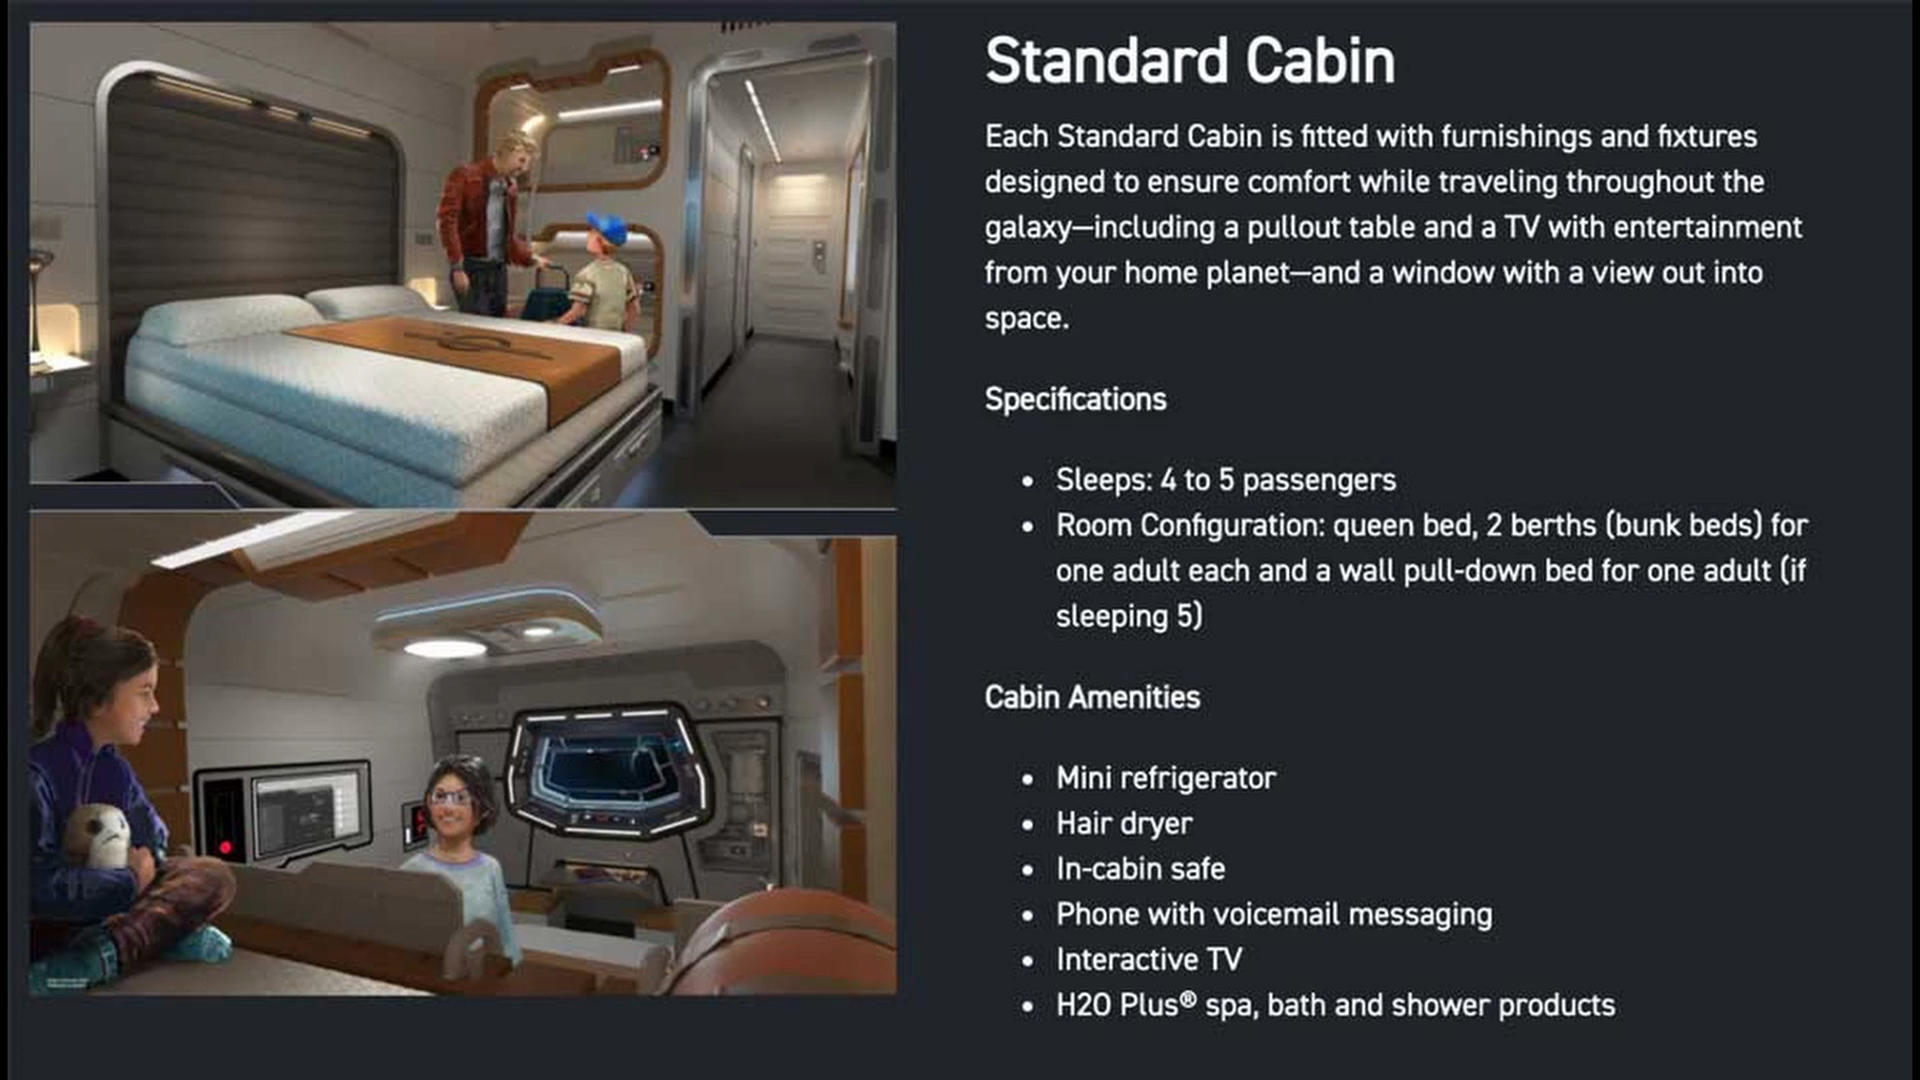 Standard Cabin
Each Standard Cabin is fitted with furnishings and fixtures
designed to ensure comfort while traveling throughout the
galaxy—including a pullout table and a TV with entertainment
from your home planet—and a window with a view out into
space.
Specifications
• Sleeps: 4 to 5 passengers
• Room Configuration: queen bed, 2 berths (bunk beds) for
one adult each and a wall pull-down bed for one adult (if
sleeping 5)
Cabin Amenities
• Mini refrigerator
• Hair dryer
• In-cabin safe
• Phone with voicemail messaging
• Interactive TV
• H2O Plus® spa, bath and shower products